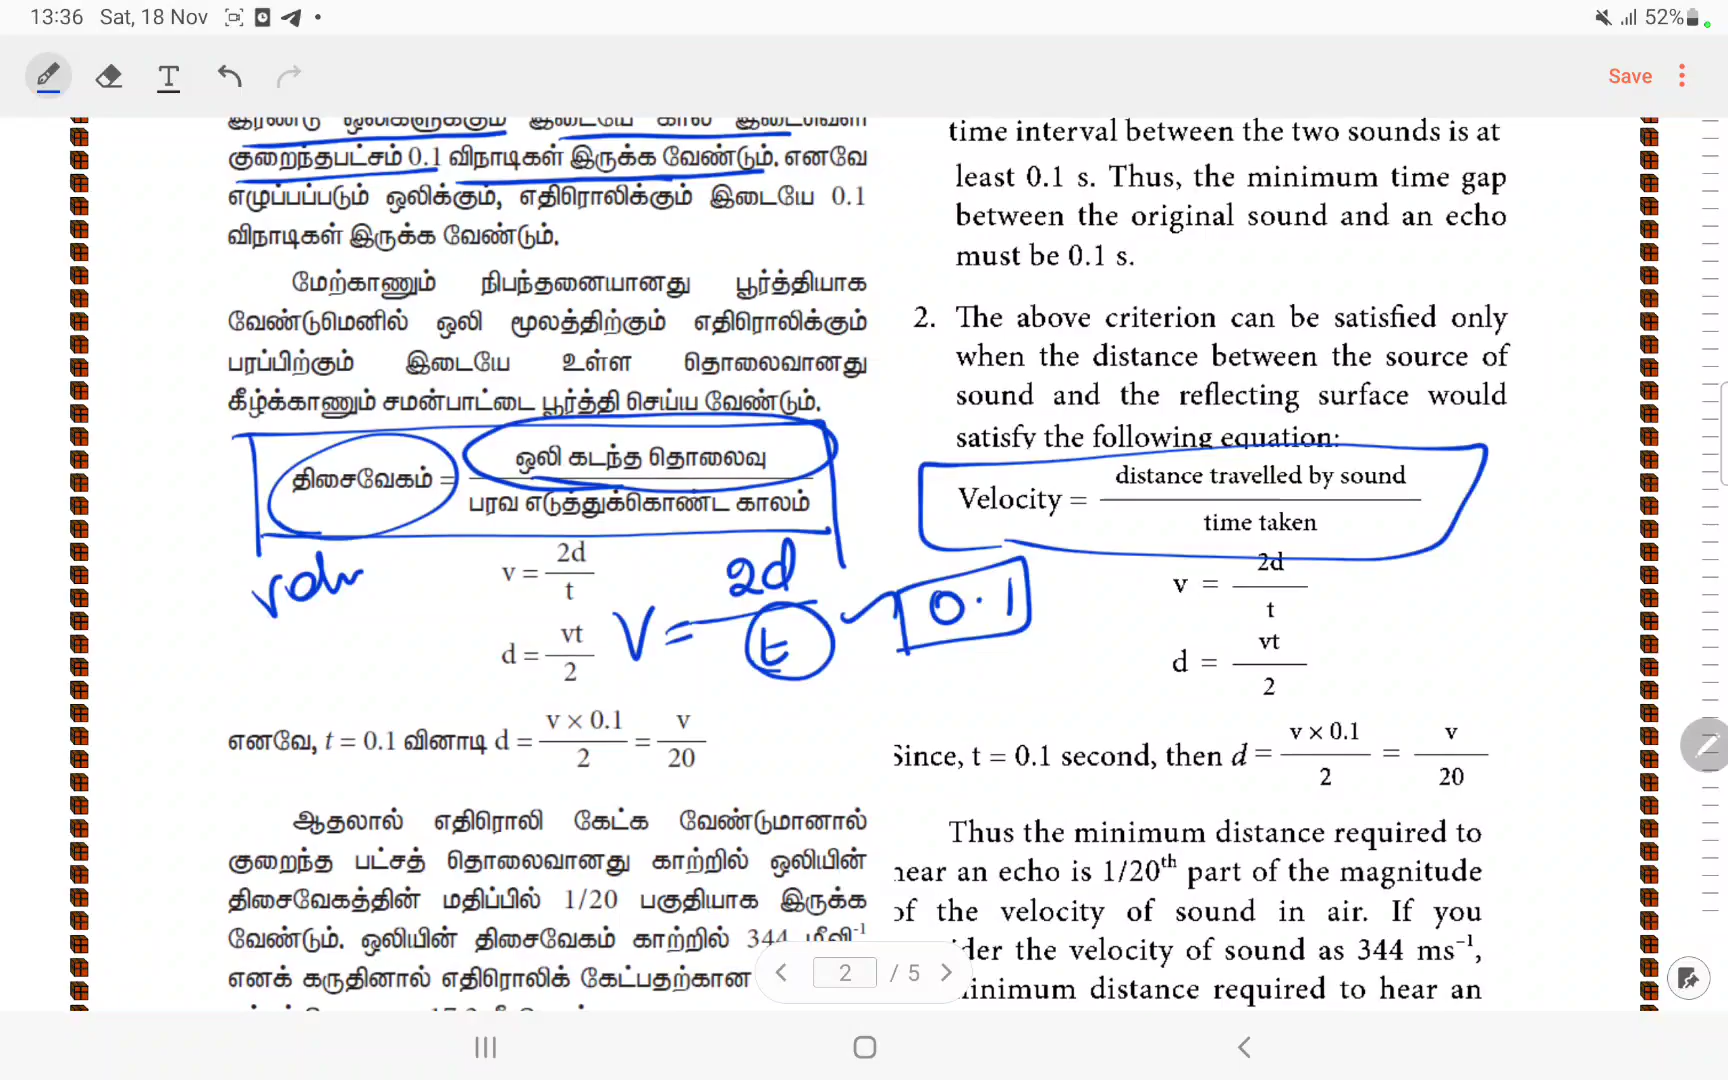 13:36 Sat, 18 Nov
52%
T
Save
இரண்டு ஒலிகளுக்கும் இடையே கால இடைவெளி
குறைந்தபட்சம் 0.1 விநாடிகள் இருக்க வேண்டும். எனவே
எழுப்பப்படும் ஒலிக்கும், எதிரொலிக்கும் இடையே 0.1
விநாடிகள் இருக்க வேண்டும்.
மேற்காணும் நிபந்தனையானது பூர்த்தியாக
வேண்டுமெனில் ஒலி மூலத்திற்கும் எதிரொலிக்கும்
பரப்பிற்கும் இடையே உள்ள தொலைவானது
கீழ்க்காணும் சமன்பாட்டை பூர்த்தி செய்ய வேண்டும்.
திசைவேகம் = ஒலி கடந்த தொலைவு
பரவ எடுத்துக்கொண்ட காலம்
v = 2d
t
d = vt
2
V = 2d
t
0.1
எனவே, t = 0.1 வினாடி d = v × 0.1 = v
2 20
ஆதலால் எதிரொலி கேட்க வேண்டுமானால்
குறைந்த பட்சத் தொலைவானது காற்றில் ஒலியின்
திசைவேகத்தின் மதிப்பில் 1/20 பகுதியாக இருக்க
வேண்டும். ஒலியின் திசைவேகம் காற்றில் 344 மீவி⁻¹
எனக் கருதினால் எதிரொலிக் கேட்பதற்கான
time interval between the two sounds is at
least 0.1 s. Thus, the minimum time gap
between the original sound and an echo
must be 0.1 s.
2. The above criterion can be satisfied only
when the distance between the source of
sound and the reflecting surface would
satisfy the following equation:
Velocity = distance travelled by sound
time taken
v = 2d
t
d = vt
2
Since, t = 0.1 second, then d = v × 0.1 = v
2 20
Thus the minimum distance required to
hear an echo is 1/20th part of the magnitude
of the velocity of sound in air. If you
der the velocity of sound as 344 ms⁻¹,
inimum distance required to hear an
2 / 5